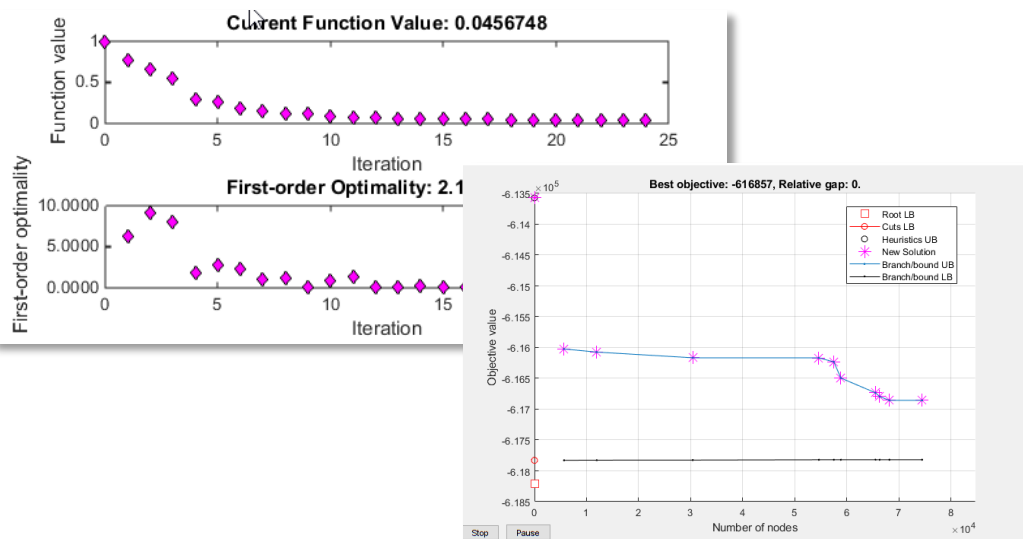 Current Function Value: 0.0456748
Function value
1
0.5
0
0 5 10 15 20 25
Iteration
First-order Optimality: 2.1
First-order optimality
10.0000
5.0000
0.0000
0 5 10 15
Iteration
Best objective: -616857, Relative gap: 0.
× 10^5
Objective value
-6.135
-6.14
-6.145
-6.15
-6.155
-6.16
-6.165
-6.17
-6.175
-6.18
-6.185
Root LB
Cuts LB
Heuristics UB
New Solution
Branch/bound UB
Branch/bound LB
0 1 2 3 4 5 6 7 8
Number of nodes
× 10^4
Stop
Pause